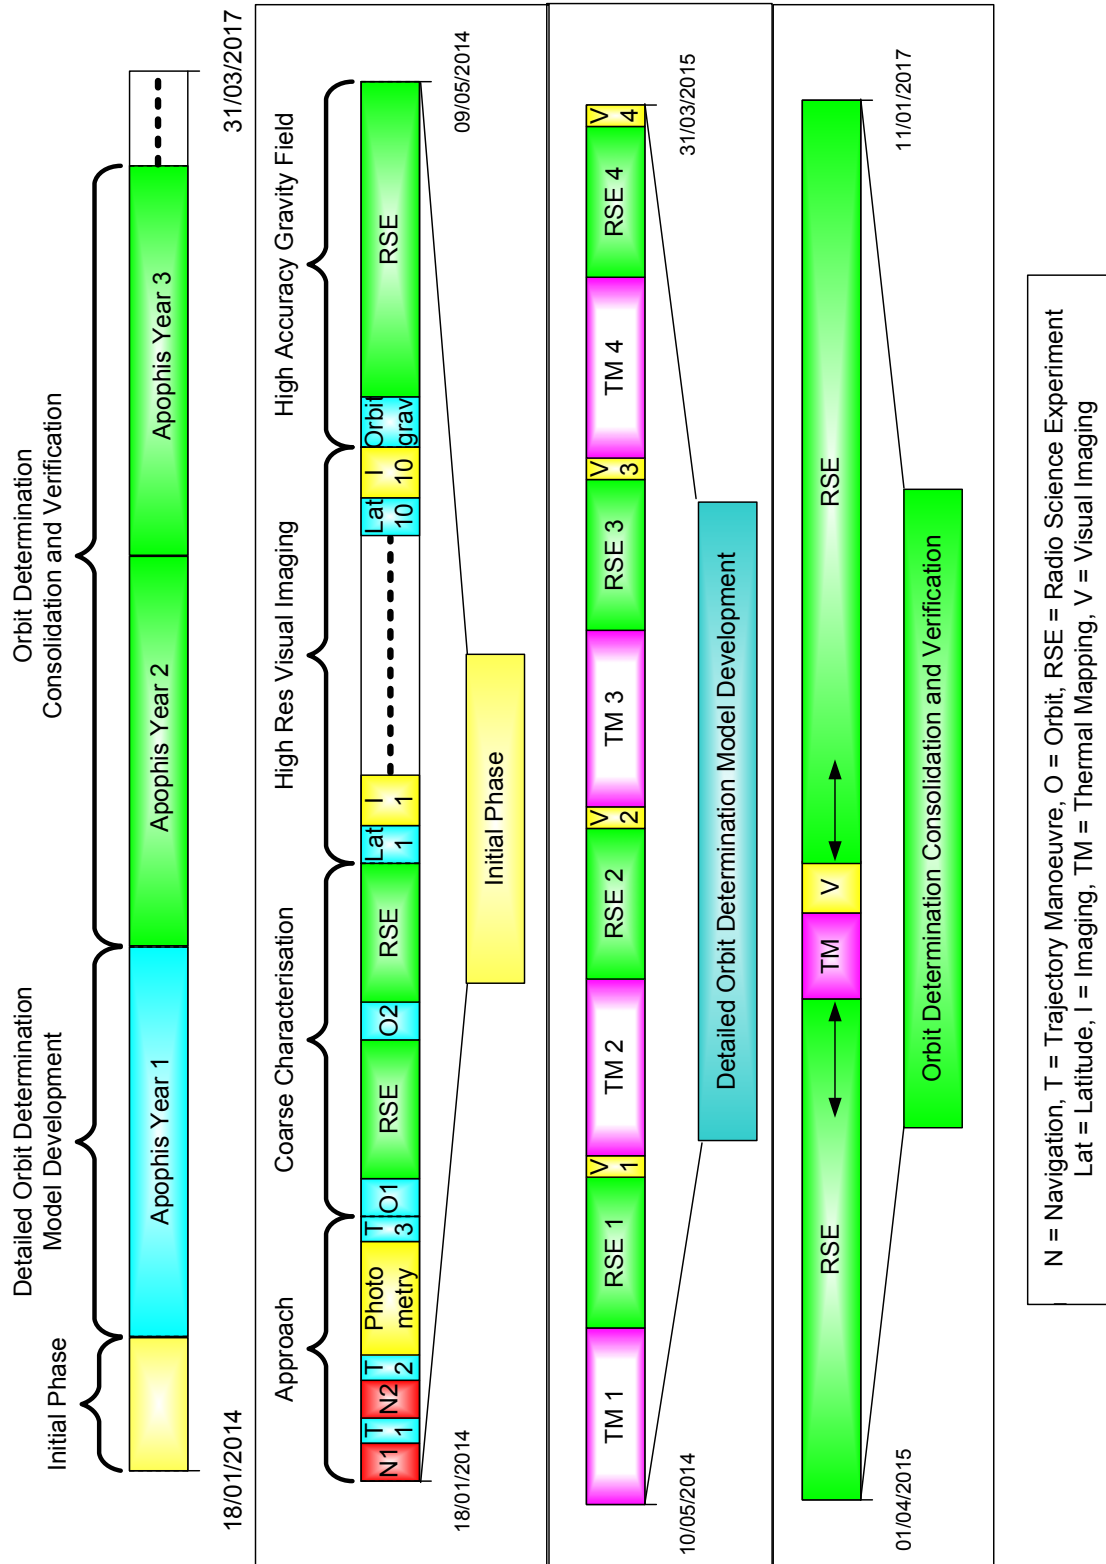 Initial Phase
Detailed Orbit Determination
Model Development
Orbit Determination
Consolidation and Verification
Apophis Year 1
Apophis Year 2
Apophis Year 3
18/01/2014
31/03/2017
Approach
Coarse Characterisation
High Res Visual Imaging
High Accuracy Gravity Field
N1
T
1
N2
T
2
Photo
metry
T
3
O1
RSE
O2
RSE
Lat
1
I
1
Lat
10
I
10
Orbit
grav
RSE
18/01/2014
09/05/2014
Initial Phase
TM 1
RSE 1
V
1
TM 2
RSE 2
V
2
TM 3
RSE 3
V
3
TM 4
RSE 4
V
4
10/05/2014
31/03/2015
Detailed Orbit Determination Model Development
RSE
TM
V
RSE
01/04/2015
11/01/2017
Orbit Determination Consolidation and Verification
N = Navigation, T = Trajectory Manoeuvre, O = Orbit, RSE = Radio Science Experiment
Lat = Latitude, I = Imaging, TM = Thermal Mapping, V = Visual Imaging